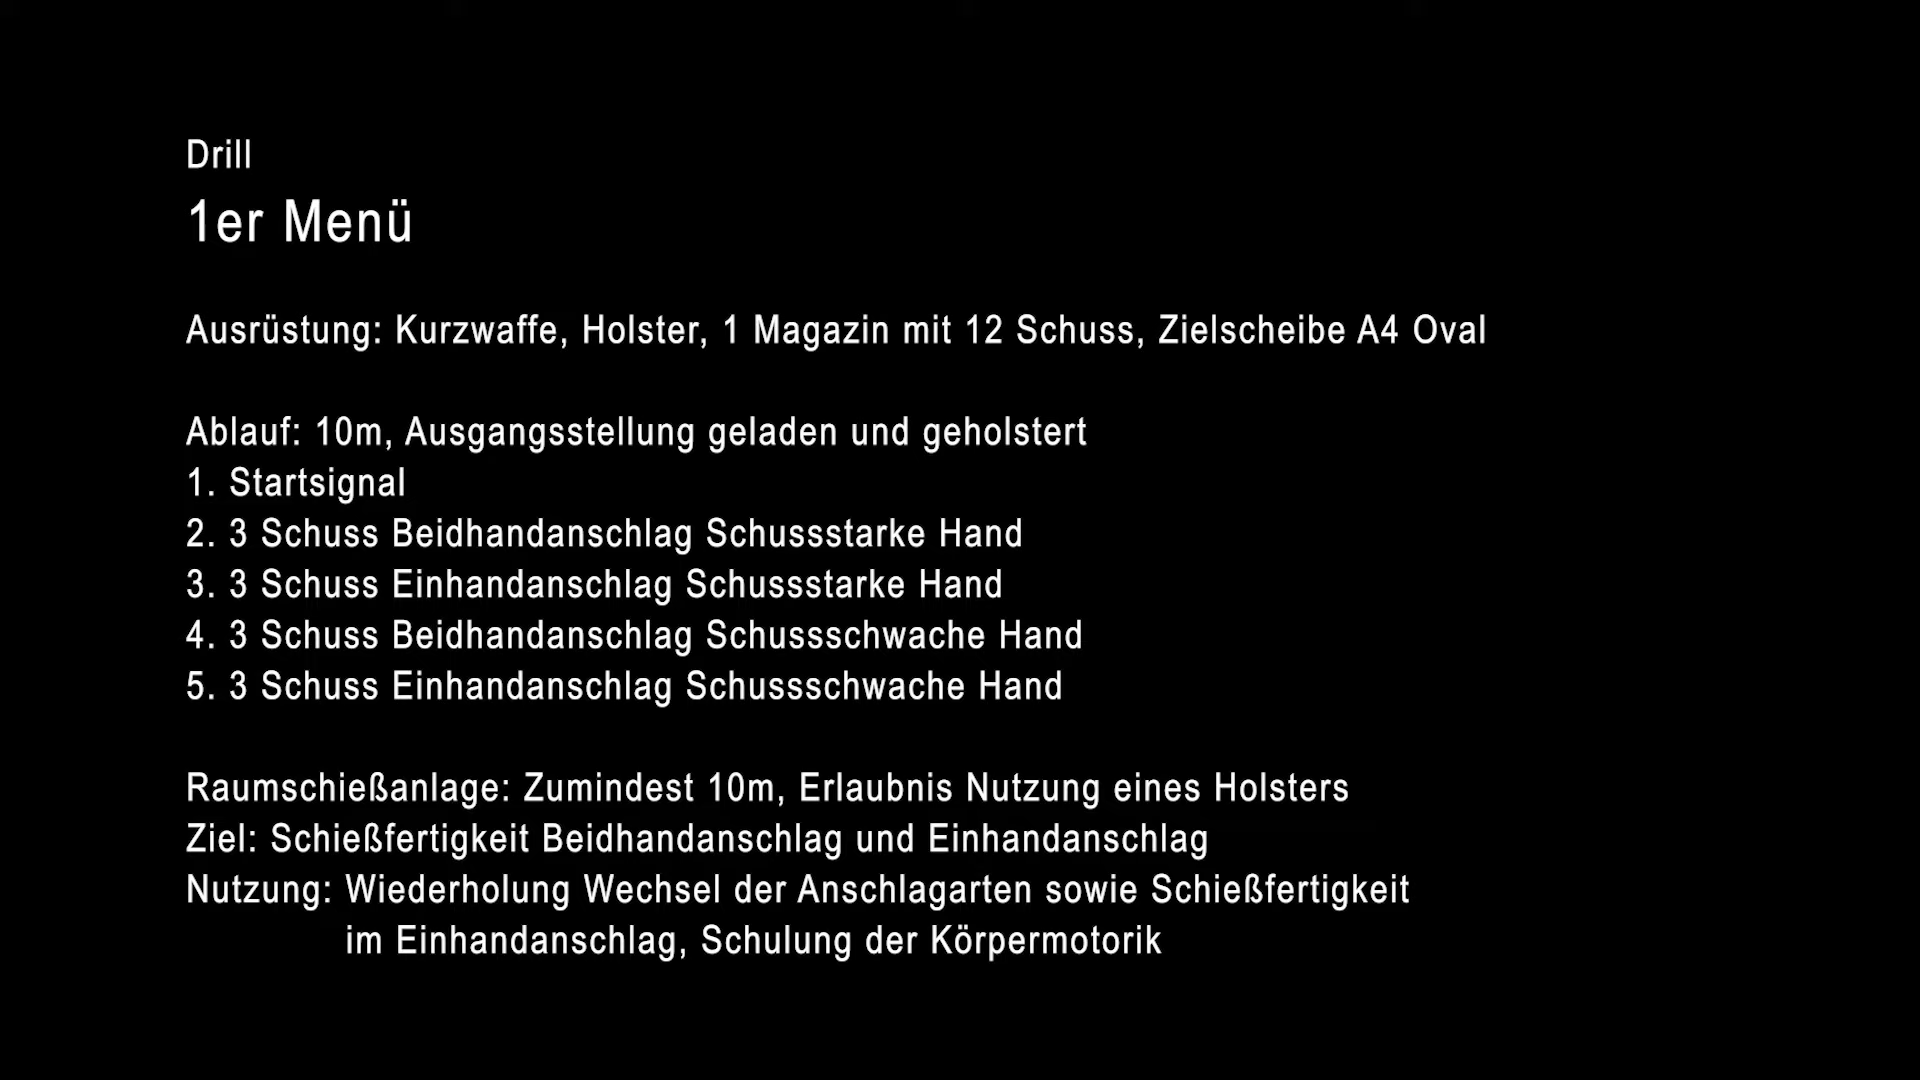 Drill
1er Menü
Ausrüstung: Kurzwaffe, Holster, 1 Magazin mit 12 Schuss, Zielscheibe A4 Oval
Ablauf: 10m, Ausgangsstellung geladen und geholstert
1. Startsignal
2. 3 Schuss Beidhandanschlag Schussstarke Hand
3. 3 Schuss Einhandanschlag Schussstarke Hand
4. 3 Schuss Beidhandanschlag Schussschwache Hand
5. 3 Schuss Einhandanschlag Schussschwache Hand
Raumschießanlage: Zumindest 10m, Erlaubnis Nutzung eines Holsters
Ziel: Schießfertigkeit Beidhandanschlag und Einhandanschlag
Nutzung: Wiederholung Wechsel der Anschlagarten sowie Schießfertigkeit
im Einhandanschlag, Schulung der Körpermotorik